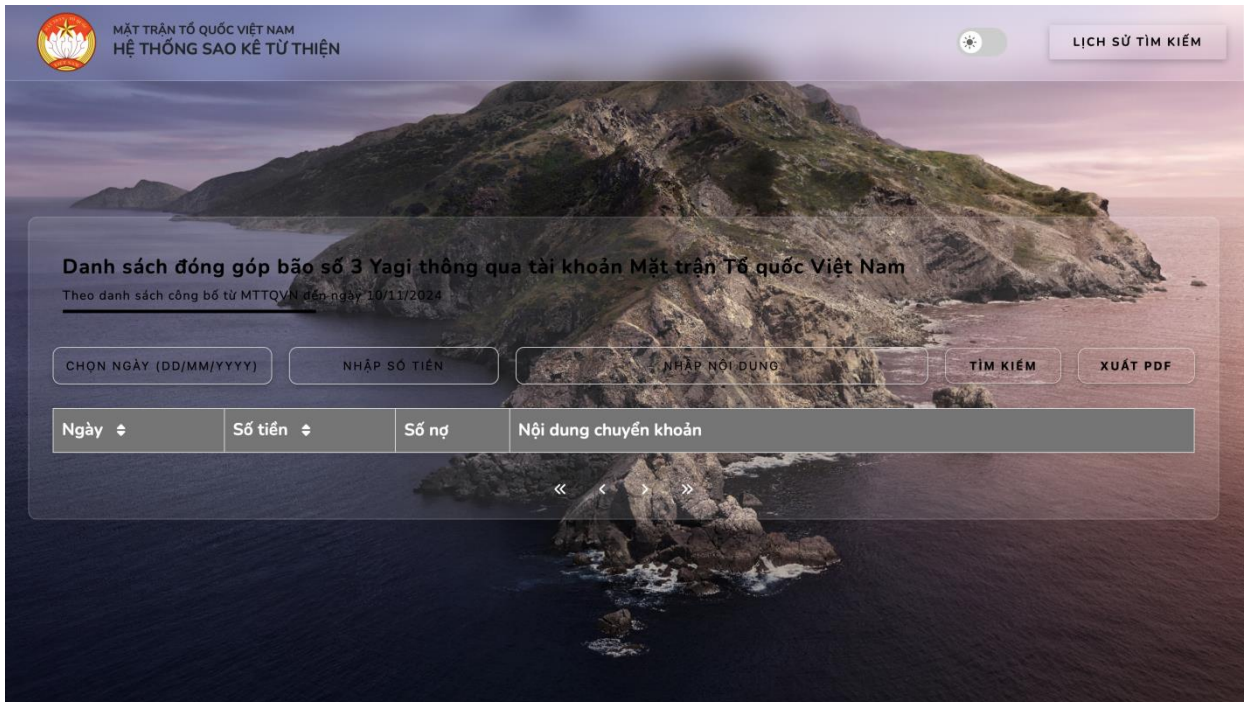 MẶT TRẬN TỔ QUỐC VIỆT NAM
HỆ THỐNG SAO KÊ TỪ THIỆN
LỊCH SỬ TÌM KIẾM
Danh sách đóng góp bão số 3 Yagi thông qua tài khoản Mặt trận Tổ quốc Việt Nam
Theo danh sách công bố từ MTTQVN đến ngày 10/11/2024
CHỌN NGÀY (DD/MM/YYYY) NHẬP SỐ TIỀN NHẬP NỘI DUNG TÌM KIẾM XUẤT PDF
Ngày Số tiền Số nợ Nội dung chuyển khoản
« ‹ › »